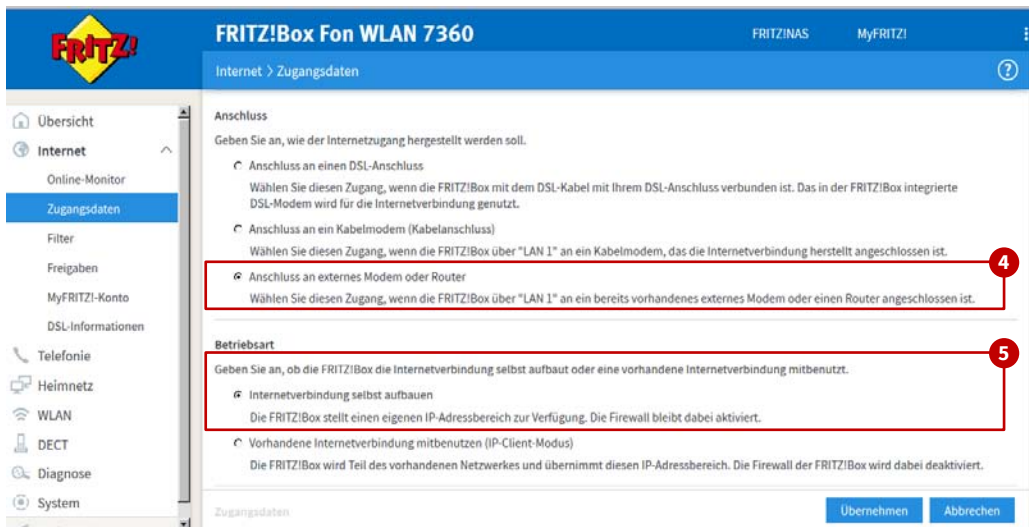 FRITZ!
FRITZ!Box Fon WLAN 7360
FRITZ!NAS
MyFRITZ!
Internet > Zugangsdaten
?
Übersicht
Internet
Online-Monitor
Zugangsdaten
Filter
Freigaben
MyFRITZ!-Konto
DSL-Informationen
Telefonie
Heimnetz
WLAN
DECT
Diagnose
System
Anschluss
Geben Sie an, wie der Internetzugang hergestellt werden soll.
Anschluss an einen DSL-Anschluss
Wählen Sie diesen Zugang, wenn die FRITZ!Box mit dem DSL-Kabel mit Ihrem DSL-Anschluss verbunden ist. Das in der FRITZ!Box integrierte
DSL-Modem wird für die Internetverbindung genutzt.
Anschluss an ein Kabelmodem (Kabelanschluss)
Wählen Sie diesen Zugang, wenn die FRITZ!Box über "LAN 1" an ein Kabelmodem, das die Internetverbindung herstellt angeschlossen ist.
4
Anschluss an externes Modem oder Router
Wählen Sie diesen Zugang, wenn die FRITZ!Box über "LAN 1" an ein bereits vorhandenes externes Modem oder einen Router angeschlossen ist.
Betriebsart
5
Geben Sie an, ob die FRITZ!Box die Internetverbindung selbst aufbaut oder eine vorhandene Internetverbindung mitbenutzt.
Internetverbindung selbst aufbauen
Die FRITZ!Box stellt einen eigenen IP-Adressbereich zur Verfügung. Die Firewall bleibt dabei aktiviert.
Vorhandene Internetverbindung mitbenutzen (IP-Client-Modus)
Die FRITZ!Box wird Teil des vorhandenen Netzwerkes und übernimmt diesen IP-Adressbereich. Die Firewall der FRITZ!Box wird dabei deaktiviert.
Zugangsdaten
Übernehmen
Abbrechen